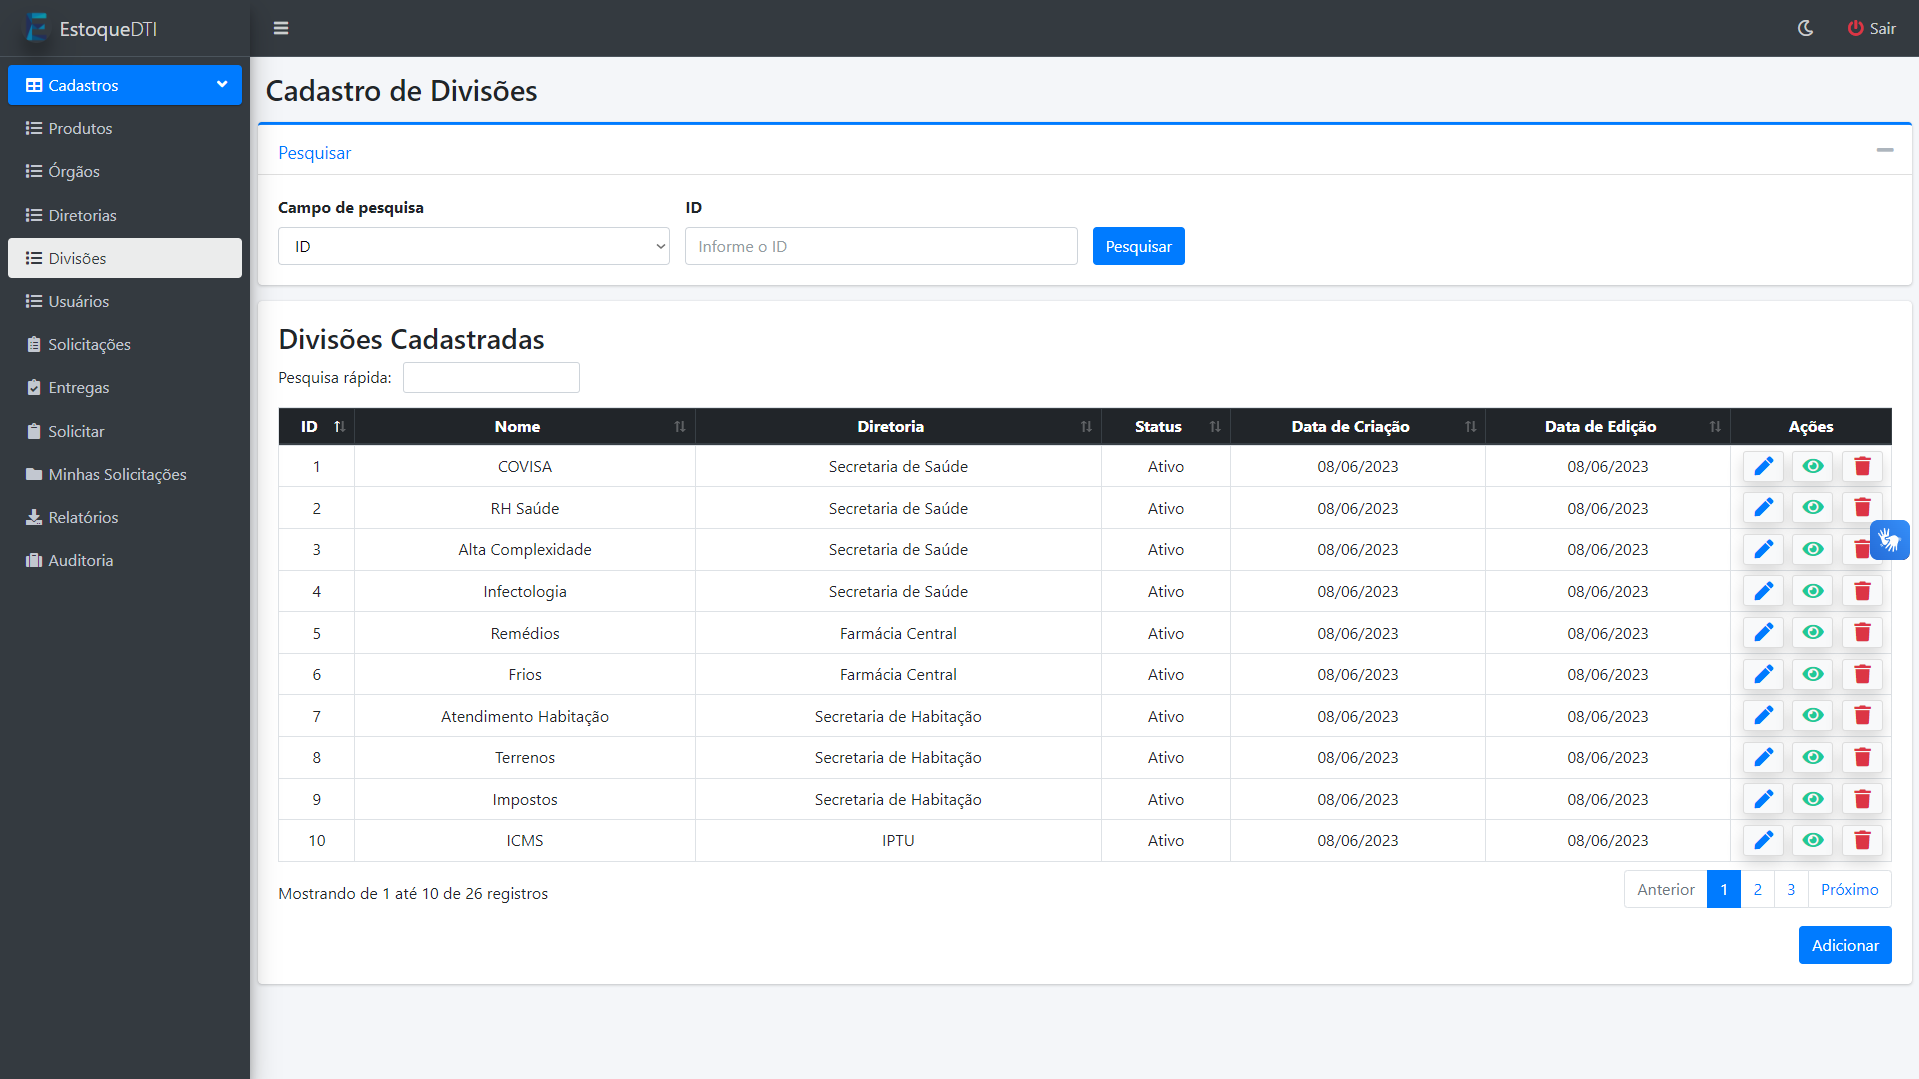 EstoqueDTI
Sair
Cadastros
Produtos
Órgãos
Diretorias
Divisões
Usuários
Solicitações
Entregas
Solicitar
Minhas Solicitações
Relatórios
Auditoria
Cadastro de Divisões
Pesquisar
Campo de pesquisa ID
ID Informe o ID Pesquisar
Divisões Cadastradas
Pesquisa rápida:
ID Nome Diretoria Status Data de Criação Data de Edição Ações
1 COVISA Secretaria de Saúde Ativo 08/06/2023 08/06/2023
2 RH Saúde Secretaria de Saúde Ativo 08/06/2023 08/06/2023
3 Alta Complexidade Secretaria de Saúde Ativo 08/06/2023 08/06/2023
4 Infectologia Secretaria de Saúde Ativo 08/06/2023 08/06/2023
5 Remédios Farmácia Central Ativo 08/06/2023 08/06/2023
6 Frios Farmácia Central Ativo 08/06/2023 08/06/2023
7 Atendimento Habitação Secretaria de Habitação Ativo 08/06/2023 08/06/2023
8 Terrenos Secretaria de Habitação Ativo 08/06/2023 08/06/2023
9 Impostos Secretaria de Habitação Ativo 08/06/2023 08/06/2023
10 ICMS IPTU Ativo 08/06/2023 08/06/2023
Mostrando de 1 até 10 de 26 registros
Anterior 1 2 3 Próximo
Adicionar